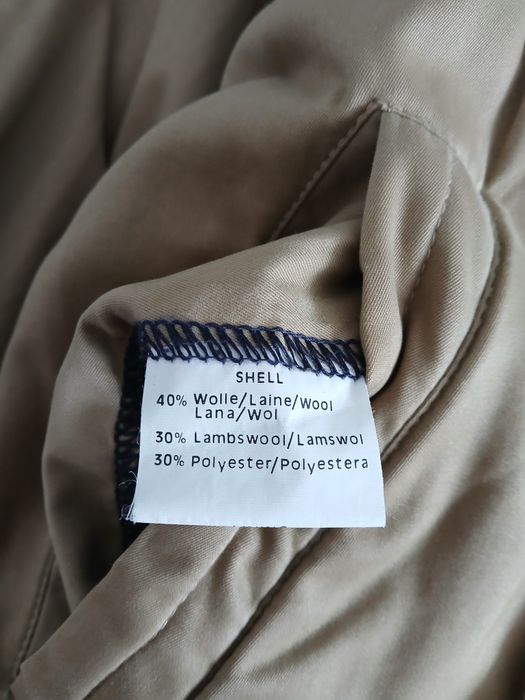 SHELL
40% Wolle/Laine/Wool
Lana/Wol
30% Lambswool/Lamswol
30% Polyester/Polyestera